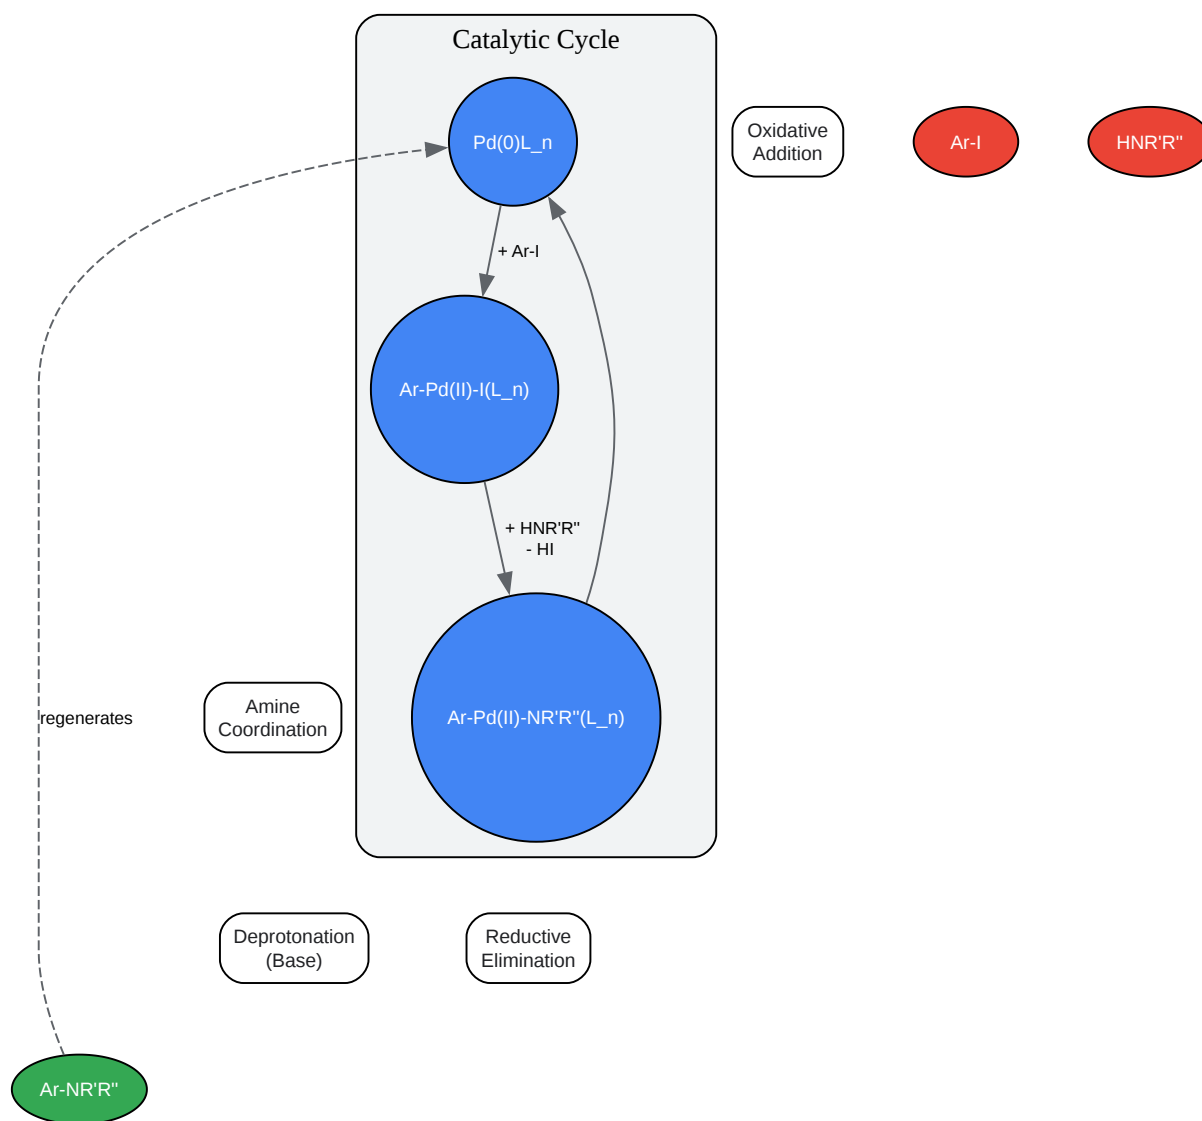 Catalytic Cycle
Pd(0)L_n
Oxidative
Addition
Ar-I
HNR'R"
+ Ar-I
Ar-Pd(II)-I(L_n)
+ HNR'R"
- HI
Amine
Coordination
Ar-Pd(II)-NR'R"(L_n)
regenerates
Deprotonation
(Base)
Reductive
Elimination
Ar-NR'R"